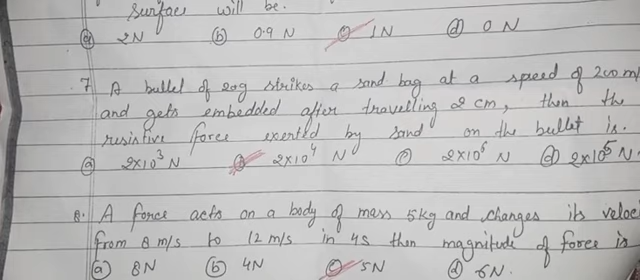 surface will be.
(a) 2N (b) 0.9 N (c) 1N (d) 0 N
7 A bullet of 20g strikes a sand bag at a speed of 200 m/
and gets embedded after travelling 2 cm, then the
resistive force exerted by sand on the bullet is.
(a) 2×10³ N (b) 2×10⁴ N (c) 2×10⁶ N (d) 2×10⁵ N.
8. A force acts on a body of mass 5kg and changes its veloci
from 8 m/s to 12 m/s in 4s then magnitude of force is
(a) 8N (b) 4N (c) 5N (d) 6N.